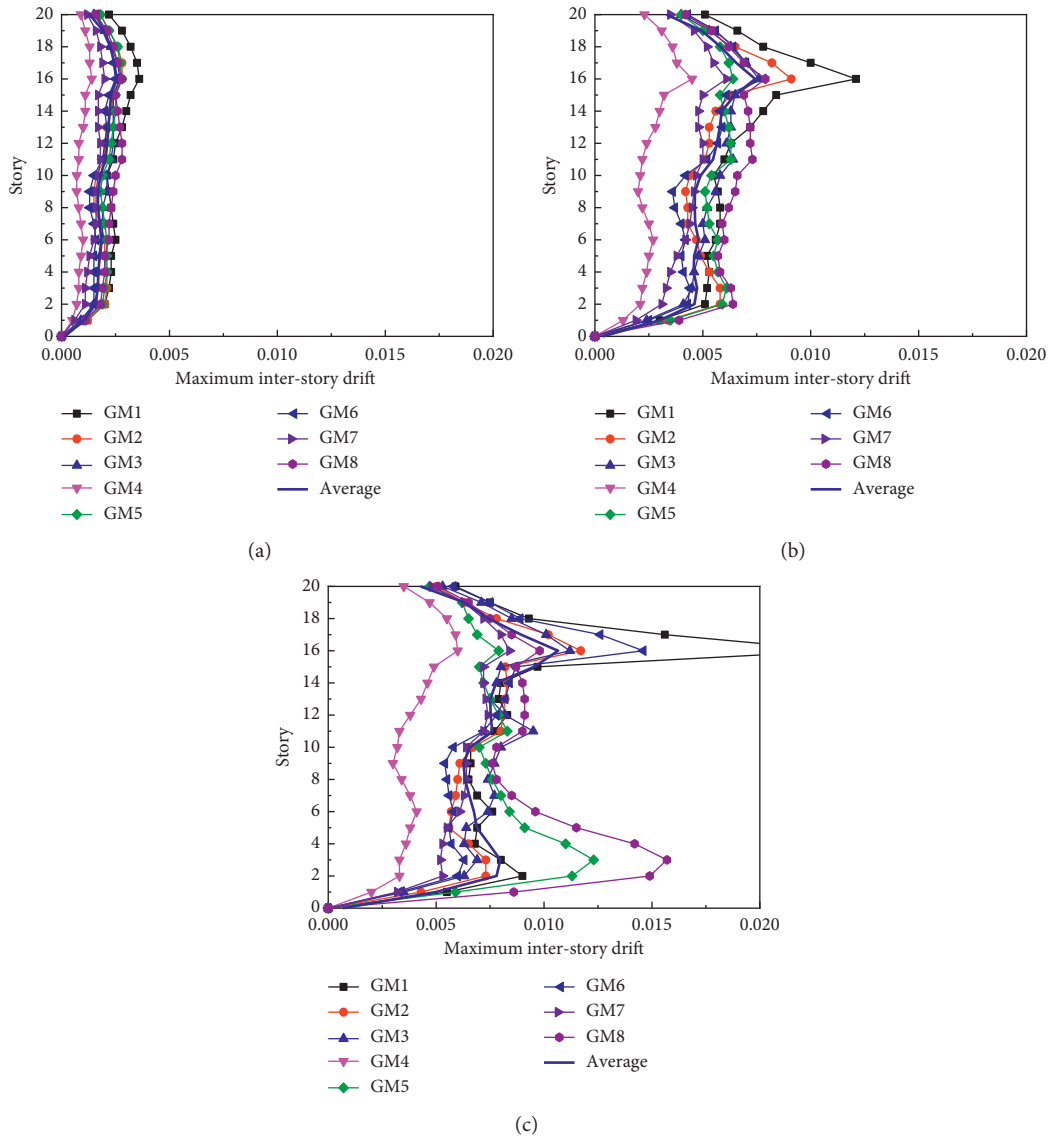 20
18
16
14
12
10
8
6
4
2
0
Story
0.000 0.005 0.010 0.015 0.020
Maximum inter-story drift
GM1 GM6
GM2 GM7
GM3 GM8
GM4 Average
GM5
(a)
20
18
16
14
12
10
8
6
4
2
0
Story
0.000 0.005 0.010 0.015 0.020
Maximum inter-story drift
GM1 GM6
GM2 GM7
GM3 GM8
GM4 Average
GM5
(b)
20
18
16
14
12
10
8
6
4
2
0
Story
0.000 0.005 0.010 0.015 0.020
Maximum inter-story drift
GM1 GM6
GM2 GM7
GM3 GM8
GM4 Average
GM5
(c)